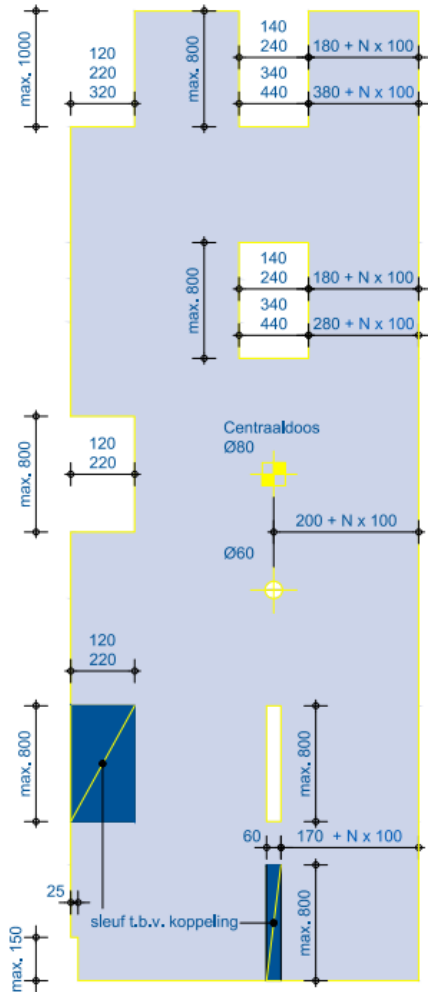 max. 1000
120
220
320
max. 800
140
240
340
440
180 + N x 100
380 + N x 100
max. 800
140
240
340
440
180 + N x 100
280 + N x 100
max. 800
120
220
Centraaldoos
Ø80
200 + N x 100
Ø60
120
220
max. 800
max. 800
60
170 + N x 100
25
sleuf t.b.v. koppeling
max. 800
max. 150